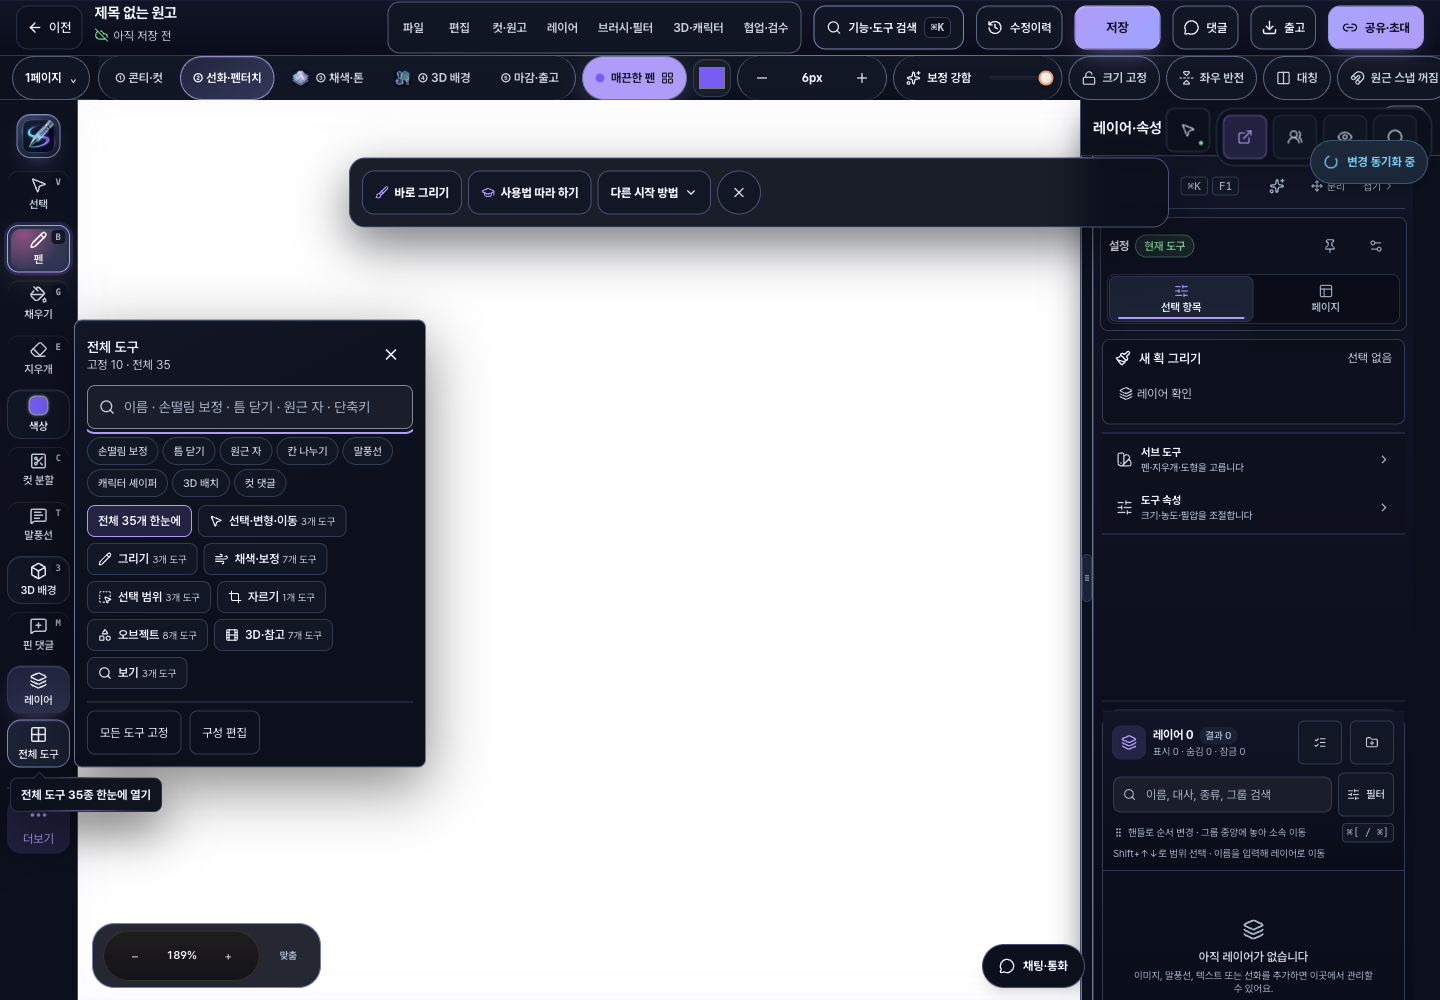 이전
제목 없는 원고
아직 저장 전
파일
편집
컷·원고
레이어
브러시·필터
3D·캐릭터
협업·검수
기능·도구 검색 ⌘K
수정이력
저장
댓글
출고
공유·초대
1페이지
① 콘티·컷
② 선화·펜터치
③ 채색·톤
④ 3D 배경
⑤ 마감·출고
매끈한 펜
6px
보정 강함
크기 고정
좌우 반전
대칭
원근 스냅 꺼짐
선택 V
펜 B
채우기 G
지우개 E
색상
컷 분할 C
말풍선 T
3D 배경 3
핀 댓글 M
레이어
전체 도구
전체 도구 35종 한눈에 열기
더보기
바로 그리기
사용법 따라 하기
다른 시작 방법
전체 도구
고정 10 · 전체 35
이름 · 손떨림 보정 · 틈 닫기 · 원근 자 · 단축키
손떨림 보정
틈 닫기
원근 자
칸 나누기
말풍선
캐릭터 셰이퍼
3D 배치
컷 댓글
전체 35개 한눈에
선택·변형·이동 3개 도구
그리기 3개 도구
채색·보정 7개 도구
선택 범위 3개 도구
자르기 1개 도구
오브젝트 8개 도구
3D·참고 7개 도구
보기 3개 도구
모든 도구 고정
구성 편집
189%
맞춤
채팅·통화
레이어·속성
변경 동기화 중
⌘K
F1
분리
접기
설정
현재 도구
선택 항목
페이지
새 획 그리기
선택 없음
레이어 확인
서브 도구
펜·지우개·도형을 고릅니다
도구 속성
크기·농도·필압을 조절합니다
레이어 0
결과 0
표시 0 · 숨김 0 · 잠금 0
이름, 대사, 종류, 그룹 검색
필터
핸들로 순서 변경 · 그룹 중앙에 놓아 소속 이동
⌘[ / ⌘]
Shift+↑↓로 범위 선택 · 이름을 입력해 레이어로 이동
아직 레이어가 없습니다
이미지, 말풍선, 텍스트 또는 선화를 추가하면 이곳에서 관리할
수 있어요.